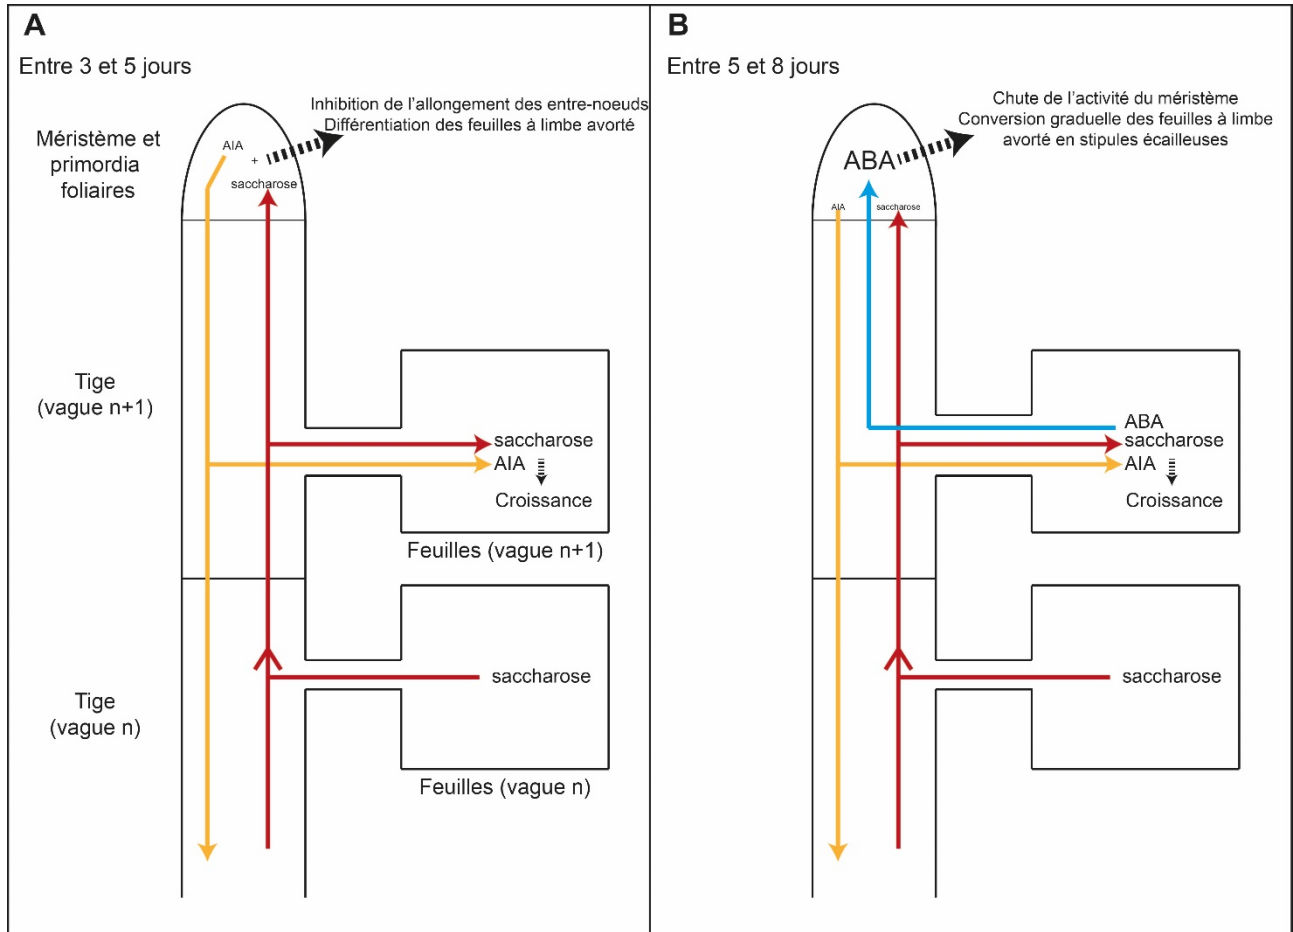 A
Entre 3 et 5 jours
Inhibition de l'allongement des entre-noeuds
Différentiation des feuilles à limbe avorté
Méristème et
primordia
foliaires
AIA
+
saccharose
Tige
(vague n+1)
saccharose
AIA
Croissance
Feuilles (vague n+1)
Tige
(vague n)
saccharose
Feuilles (vague n)
B
Entre 5 et 8 jours
Chute de l'activité du méristème
Conversion graduelle des feuilles à limbe
avorté en stipules écailleuses
ABA
AIA
saccharose
ABA
saccharose
AIA
Croissance
saccharose